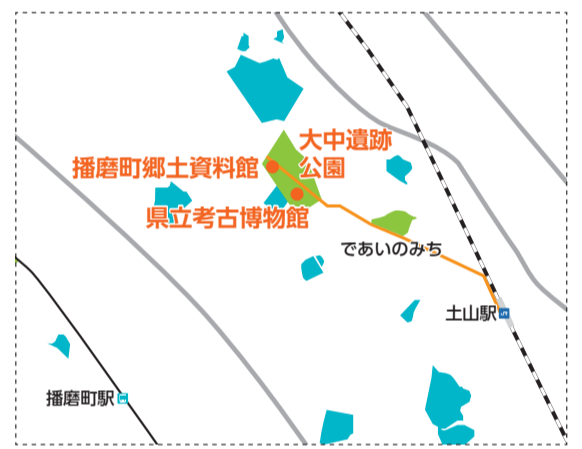 大中遺跡
公園
播磨町郷土資料館
県立考古博物館
であいのみち
土山駅
播磨町駅